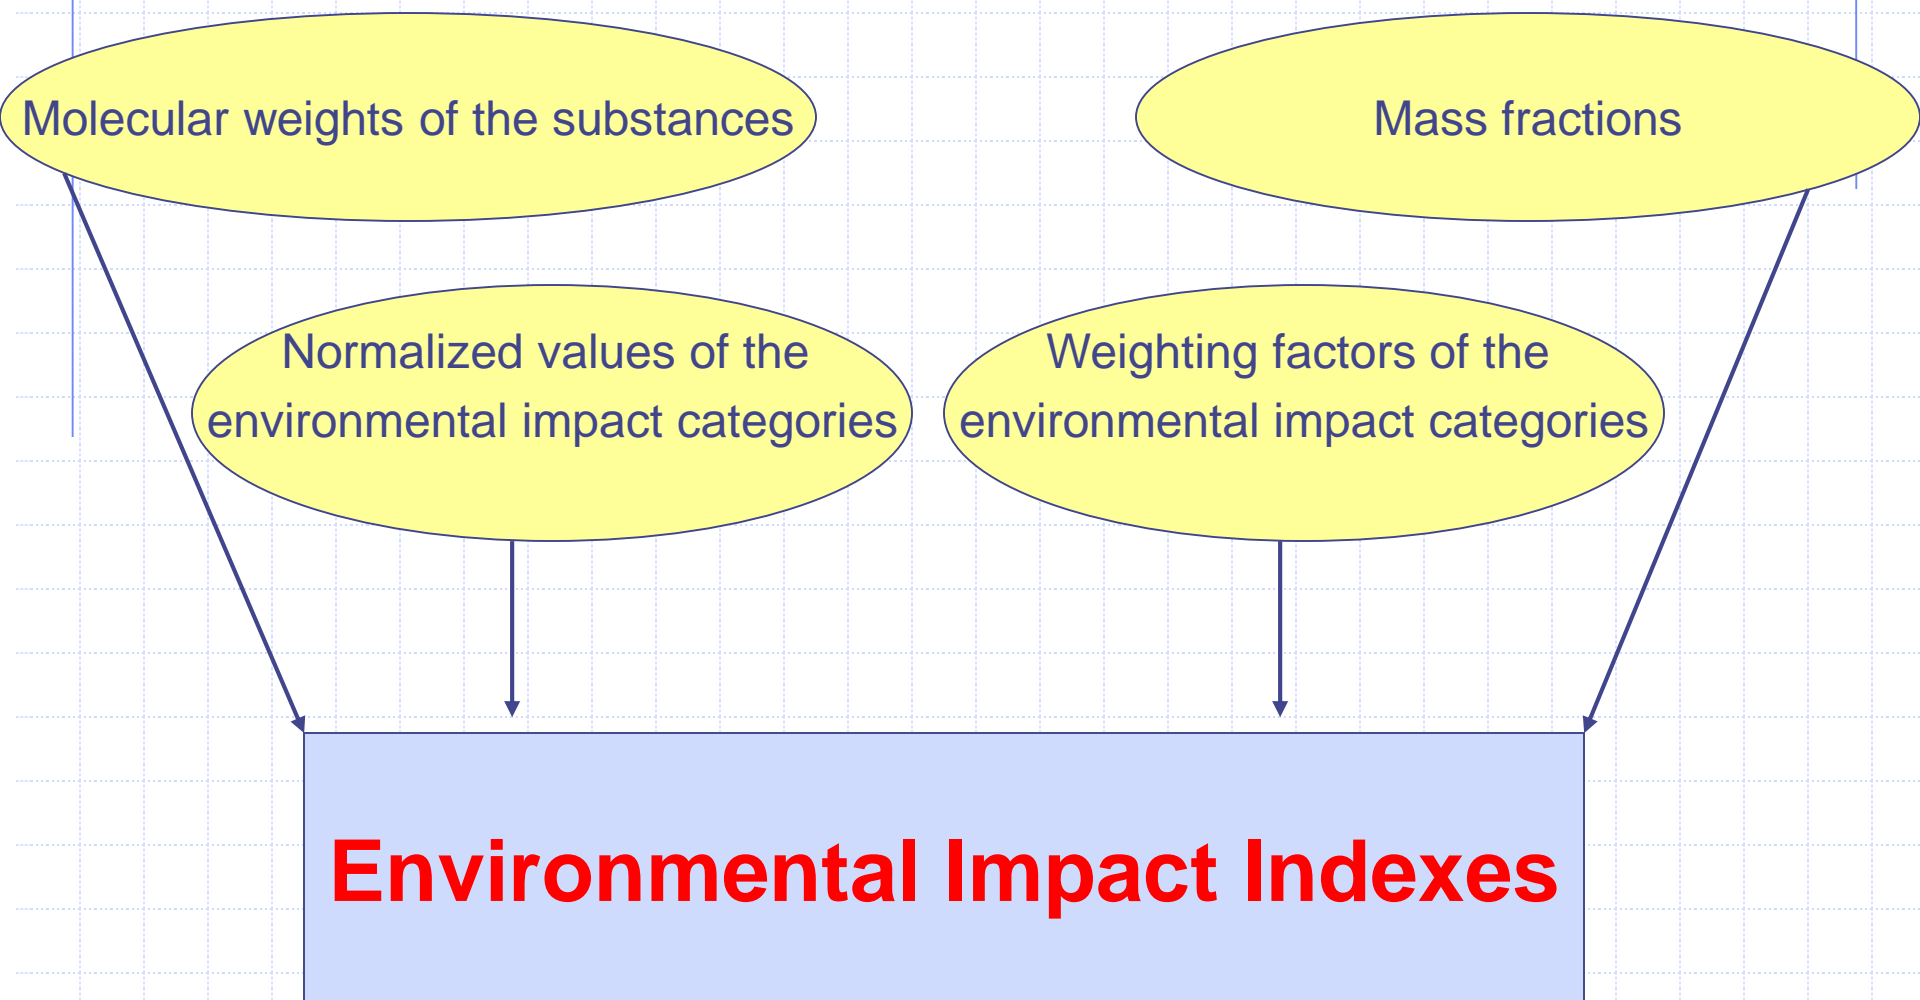 Molecular weights of the substances
Mass fractions
Normalized values of the
environmental impact categories
Weighting factors of the
environmental impact categories
Environmental Impact Indexes